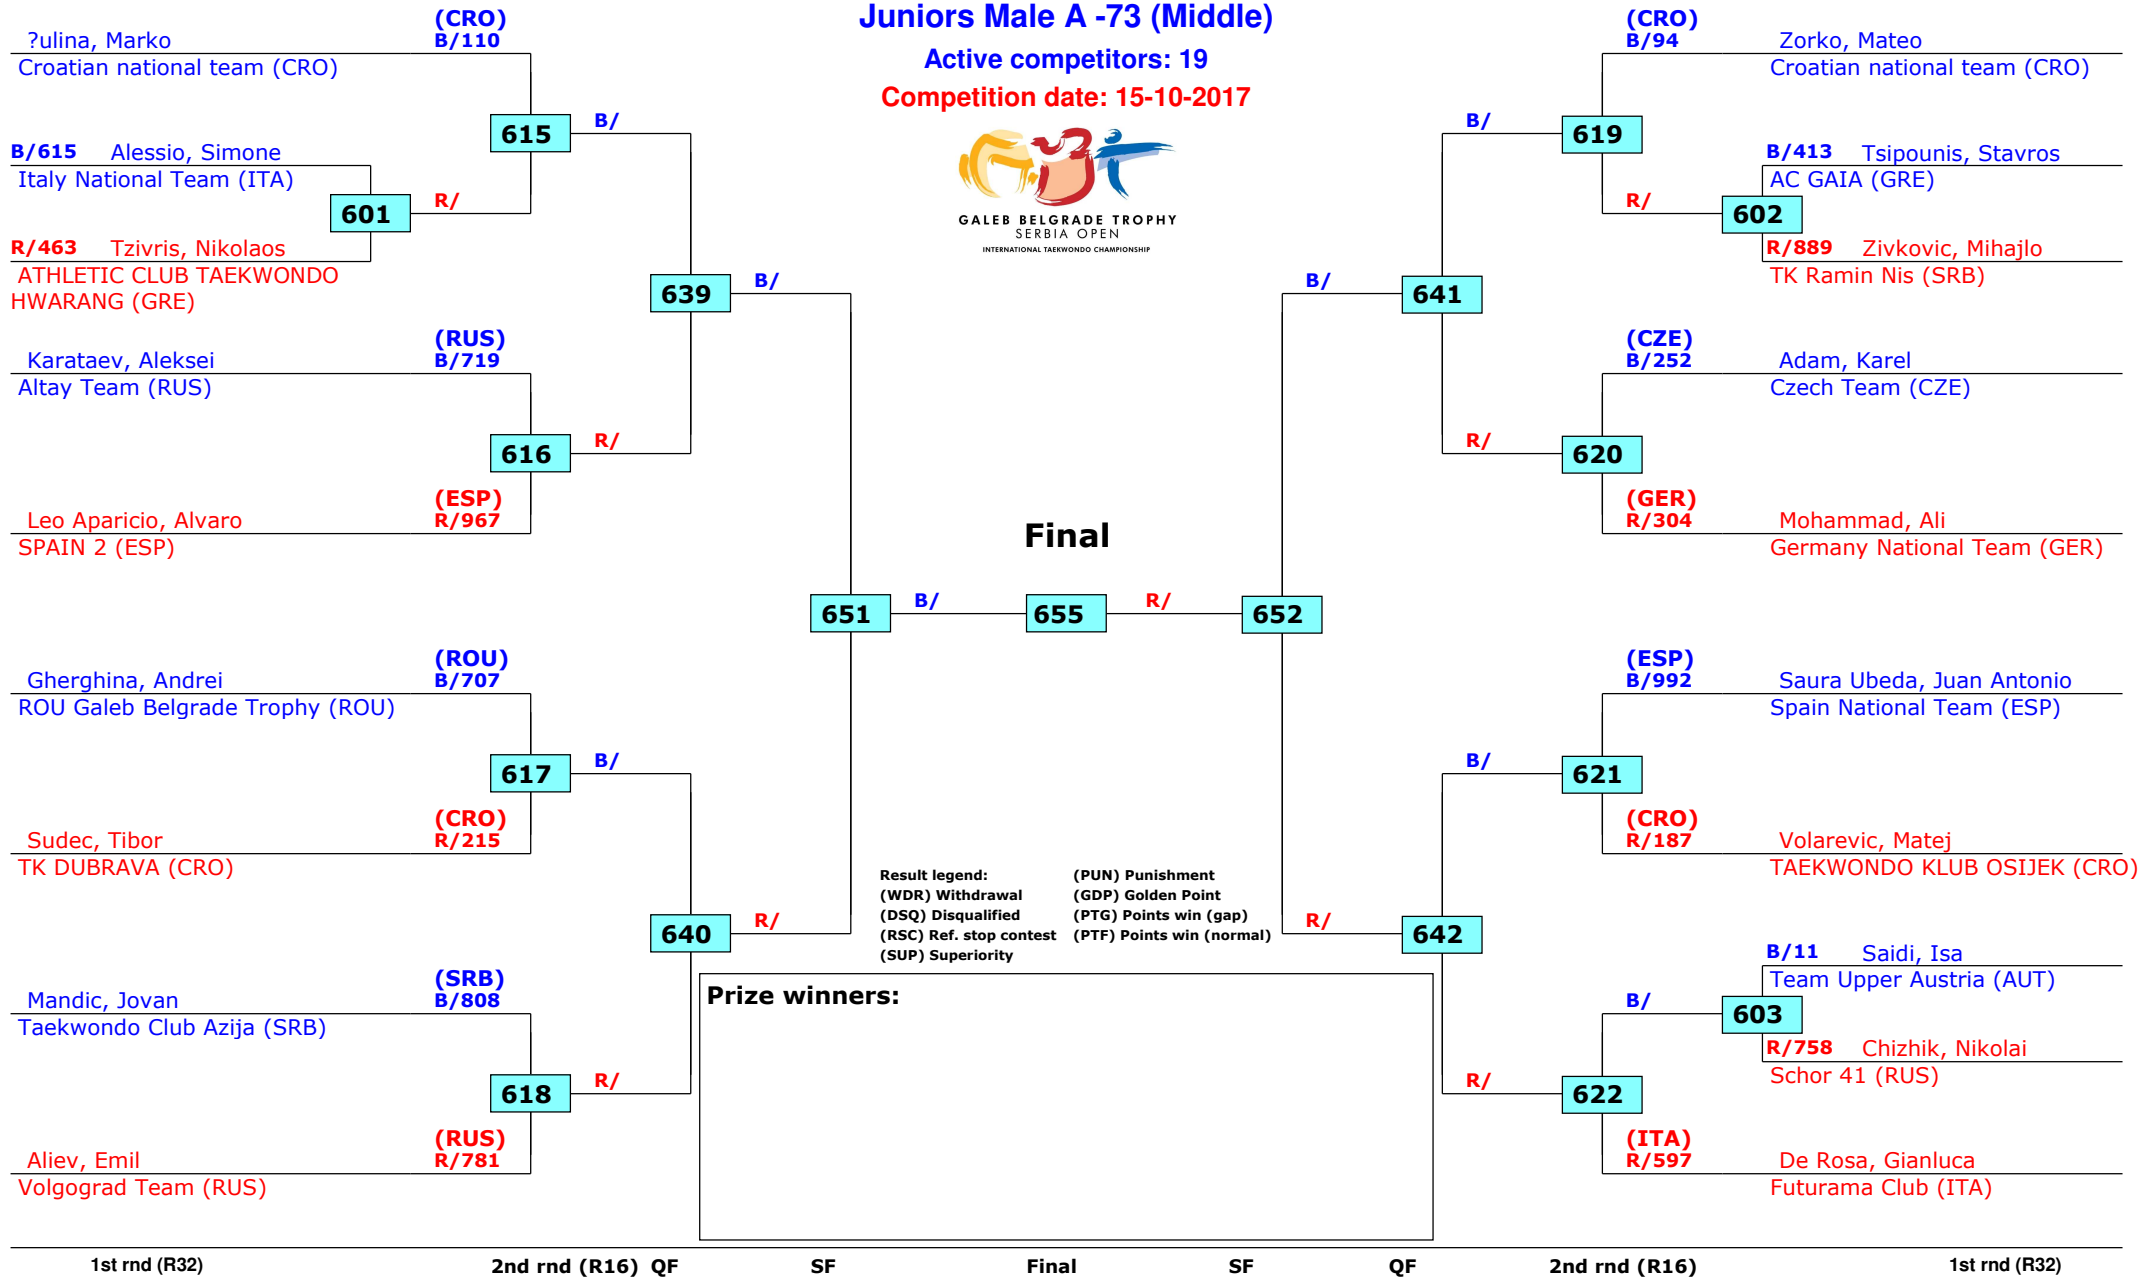 Juniors Male A -73 (Middle)
Active competitors: 19
Competition date: 15-10-2017
GALEB BELGRADE TROPHY
SERBIA OPEN
INTERNATIONAL TAEKWONDO CHAMPIONSHIP
(CRO)
?ulina, Marko B/110
Croatian national team (CRO)
615
B/
B/615 Alessio, Simone
Italy National Team (ITA)
601
R/
R/463 Tzivris, Nikolaos
ATHLETIC CLUB TAEKWONDO
HWARANG (GRE)
639
B/
(RUS)
Karataev, Aleksei B/719
Altay Team (RUS)
616
R/
(ESP)
Leo Aparicio, Alvaro R/967
SPAIN 2 (ESP)
651
B/
(ROU)
Gherghina, Andrei B/707
ROU Galeb Belgrade Trophy (ROU)
617
B/
(CRO)
Sudec, Tibor R/215
TK DUBRAVA (CRO)
640
R/
(SRB)
Mandic, Jovan B/808
Taekwondo Club Azija (SRB)
618
R/
(RUS)
Aliev, Emil R/781
Volgograd Team (RUS)
Final
655
(CRO)
B/94 Zorko, Mateo
Croatian national team (CRO)
B/
619
B/413 Tsipounis, Stavros
AC GAIA (GRE)
R/
602
R/889 Zivkovic, Mihajlo
TK Ramin Nis (SRB)
B/
641
(CZE)
B/252 Adam, Karel
Czech Team (CZE)
R/
620
(GER)
R/304 Mohammad, Ali
Germany National Team (GER)
R/
652
(ESP)
B/992 Saura Ubeda, Juan Antonio
Spain National Team (ESP)
B/
621
(CRO)
R/187 Volarevic, Matej
TAEKWONDO KLUB OSIJEK (CRO)
R/
642
B/11 Saidi, Isa
Team Upper Austria (AUT)
B/
603
R/758 Chizhik, Nikolai
Schor 41 (RUS)
R/
622
(ITA)
R/597 De Rosa, Gianluca
Futurama Club (ITA)
Result legend: (PUN) Punishment
(WDR) Withdrawal (GDP) Golden Point
(DSQ) Disqualified (PTG) Points win (gap)
(RSC) Ref. stop contest (PTF) Points win (normal)
(SUP) Superiority
Prize winners:
1st rnd (R32) 2nd rnd (R16) QF SF Final SF QF 2nd rnd (R16) 1st rnd (R32)